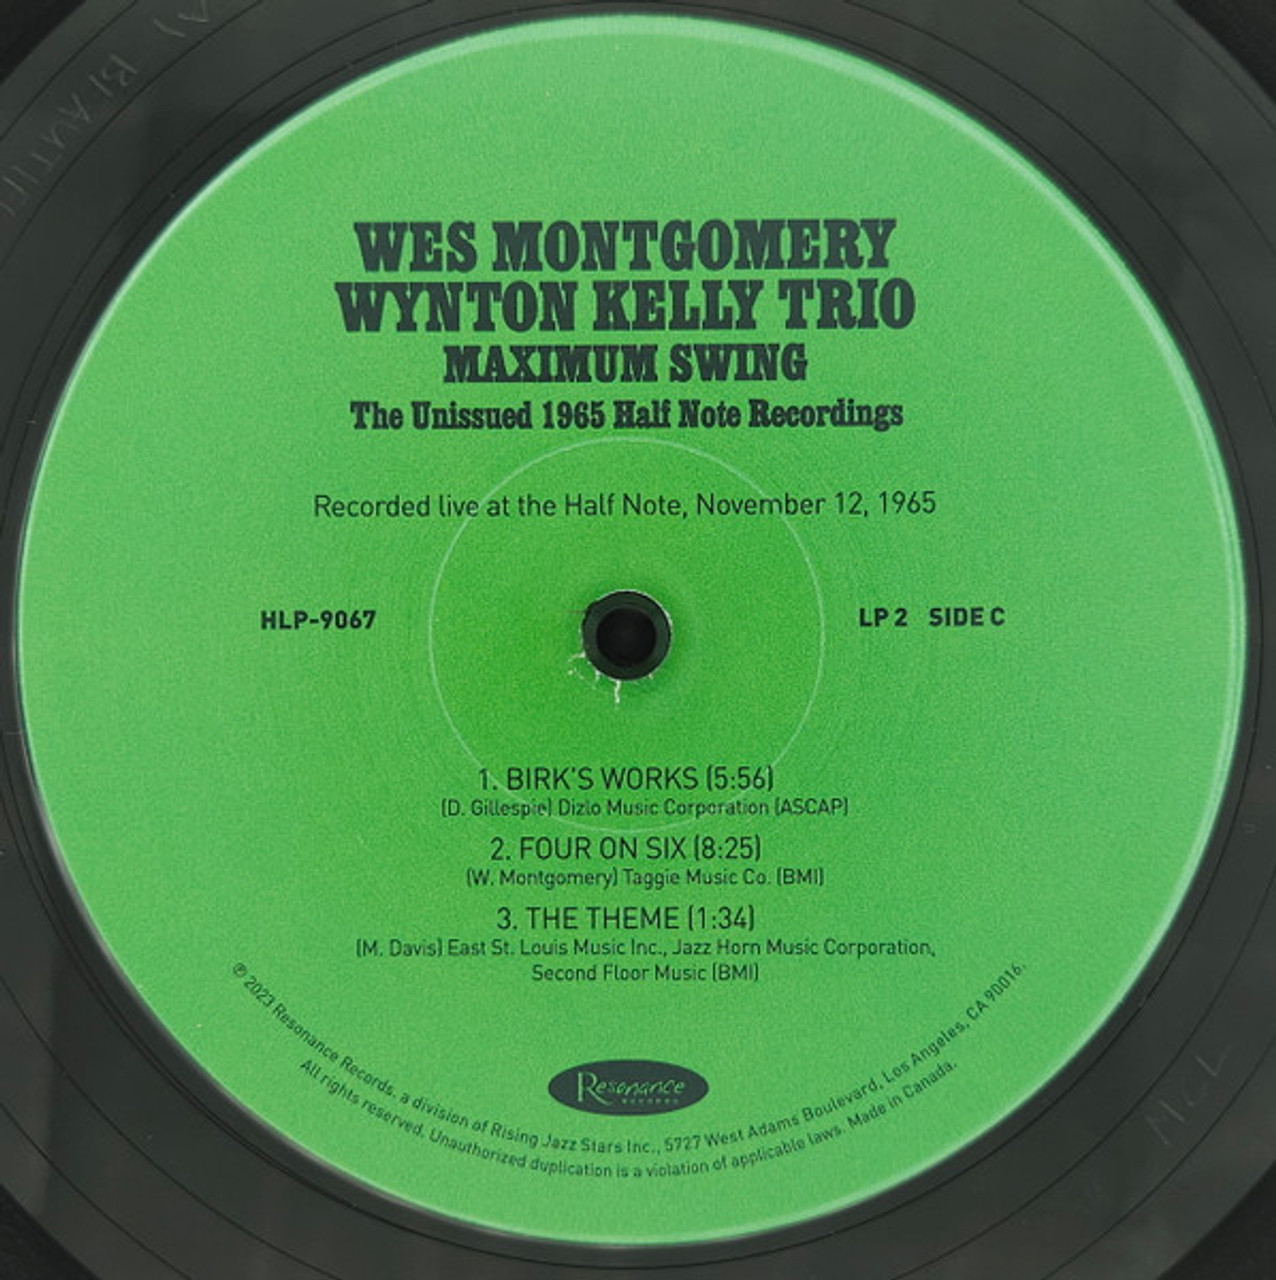 WES MONTGOMERY
WYNTON KELLY TRIO
MAXIMUM SWING
The Unissued 1965 Half Note Recordings
Recorded live at the Half Note, November 12, 1965
HLP-9067
LP 2 SIDE C
1. BIRK'S WORKS (5:56)
(D. Gillespie) Dizlo Music Corporation (ASCAP)
2. FOUR ON SIX (8:25)
(W. Montgomery) Taggie Music Co. (BMI)
3. THE THEME (1:34)
(M. Davis) East St. Louis Music Inc., Jazz Horn Music Corporation,
Second Floor Music (BMI)
Resonance
RECORDS
℗ 2023 Resonance Records, a division of Rising Jazz Stars Inc., 5727 West Adams Boulevard, Los Angeles, CA 90016.
All rights reserved. Unauthorized duplication is a violation of applicable laws. Made in Canada.